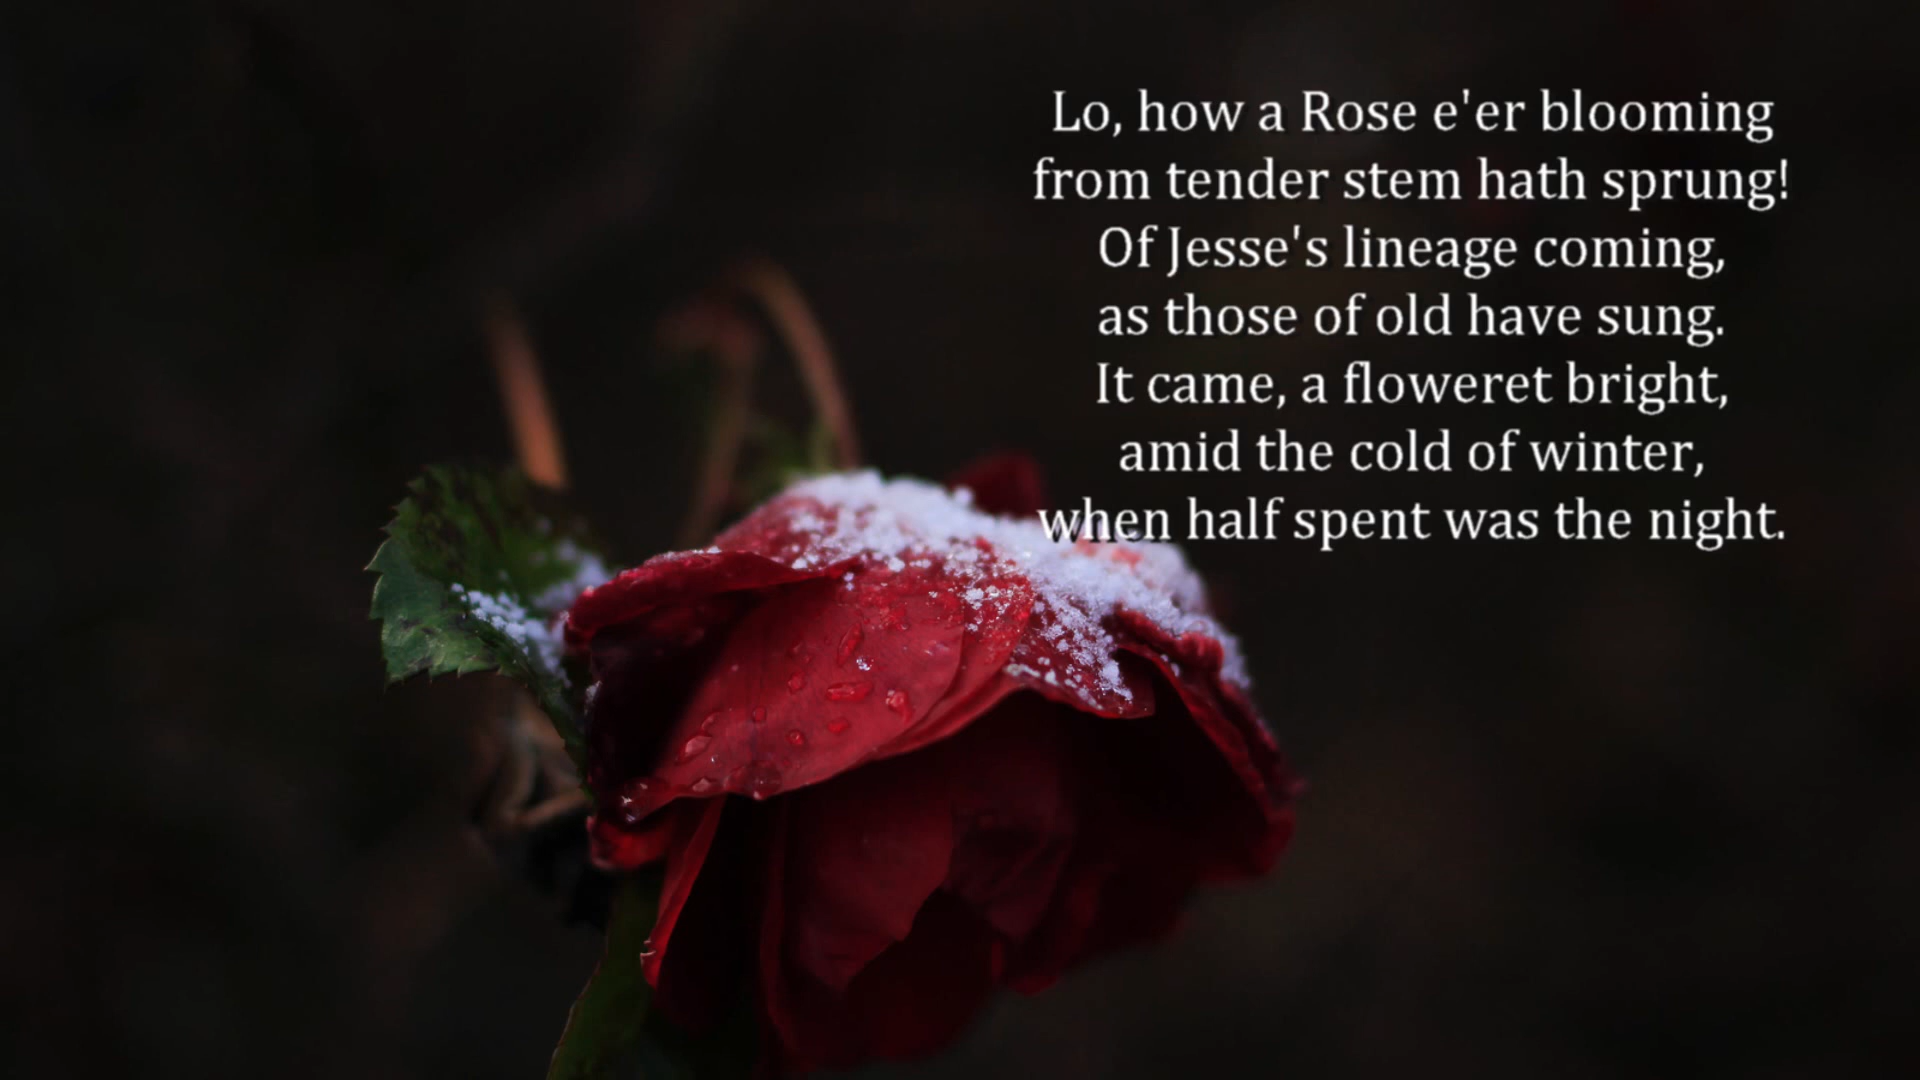 Lo, how a Rose e'er blooming
from tender stem hath sprung!
Of Jesse's lineage coming,
as those of old have sung.
It came, a floweret bright,
amid the cold of winter,
when half spent was the night.